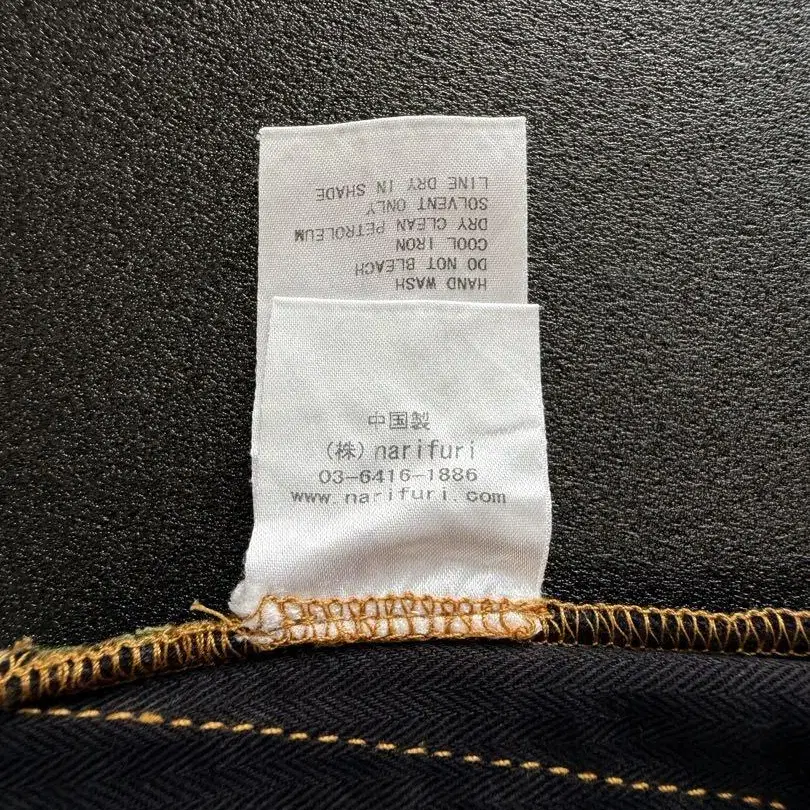 HAND WASH
DO NOT BLEACH
COOL IRON
DRY CLEAN PETROLEUM
SOLVENT ONLY
LINE DRY IN SHADE
中国製
(株)narifuri
03-6416-1886
www.narifuri.com